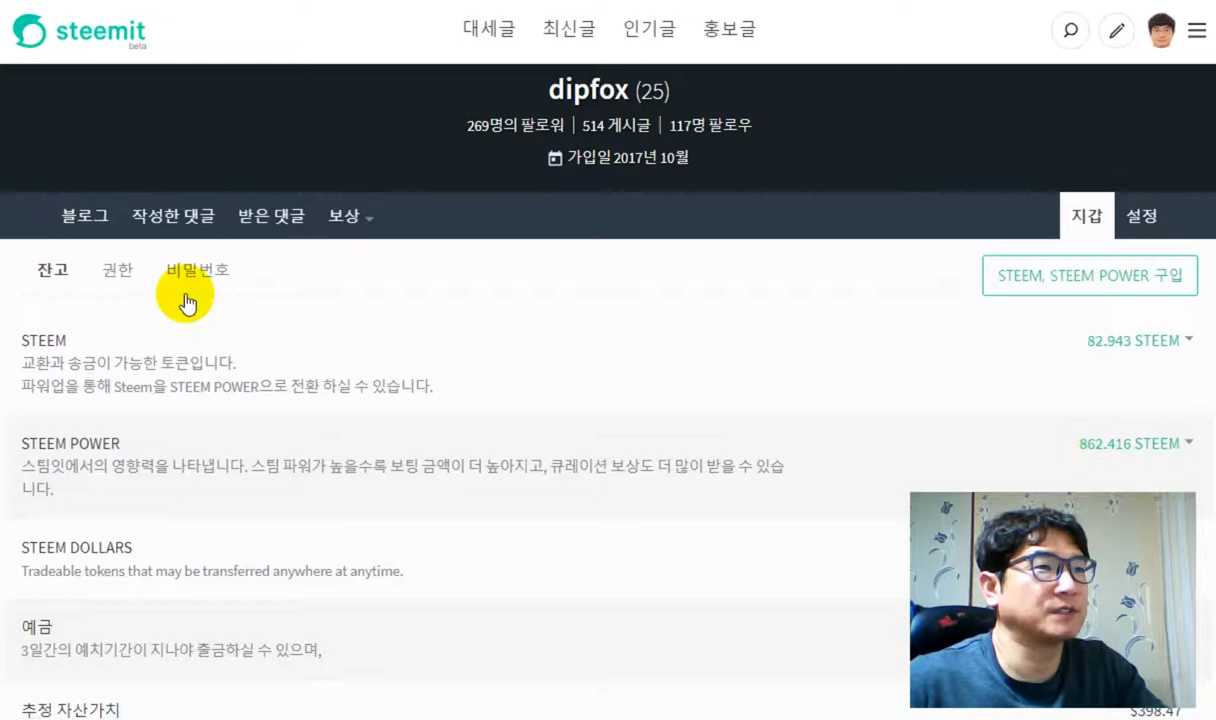 steemit
beta
대세글 최신글 인기글 홍보글
dipfox (25)
269명의 팔로워 | 514 게시글 | 117명 팔로우
가입일 2017년 10월
블로그 작성한 댓글 받은 댓글 보상 지갑 설정
잔고 권한 비밀번호 STEEM, STEEM POWER 구입
STEEM 82.943 STEEM
교환과 송금이 가능한 토큰입니다.
파워업을 통해 Steem을 STEEM POWER으로 전환 하실 수 있습니다.
STEEM POWER 862.416 STEEM
스팀잇에서의 영향력을 나타냅니다. 스팀 파워가 높을수록 보팅 금액이 더 높아지고, 큐레이션 보상도 더 많이 받을 수 있습
니다.
STEEM DOLLARS
Tradeable tokens that may be transferred anywhere at anytime.
예금
3일간의 예치기간이 지나야 출금하실 수 있으며,
추정 자산가치 $398.47